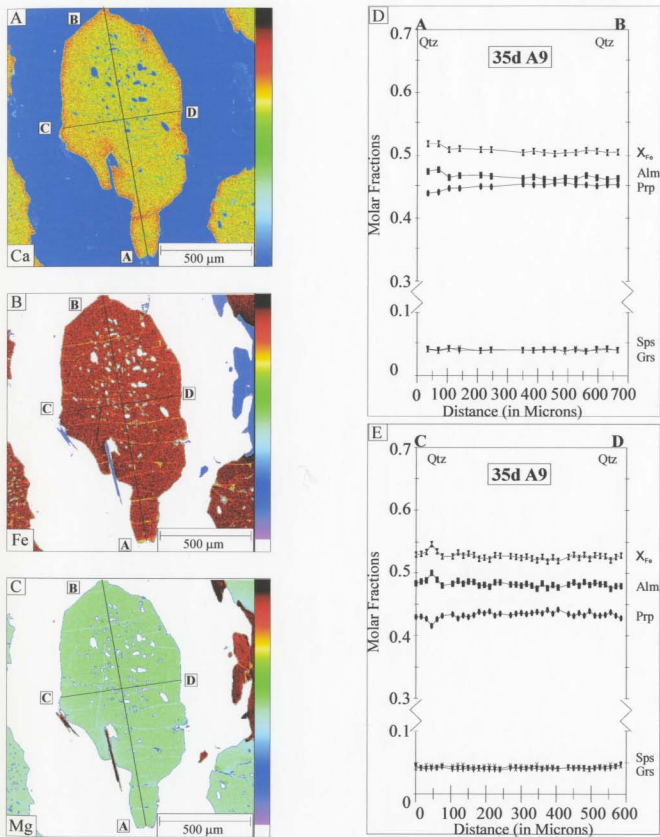 A
B
C
D
A
500 µm
Ca
B
B
C
D
A
500 µm
Fe
C
B
C
D
A
500 µm
Mg
D
A
B
Qtz
Qtz
35d A9
0.7
0.5
0.4
0.3
0.1
0
Molar Fractions
X Fe
Alm
Prp
Sps
Grs
0 100 200 300 400 500 600 700
Distance (in Microns)
E
C
D
Qtz
Qtz
35d A9
0.7
0.6
0.5
0.4
0.3
0.1
0
Molar Fractions
X Fe
Alm
Prp
Sps
Grs
0 100 200 300 400 500 600
Distance (in Microns)